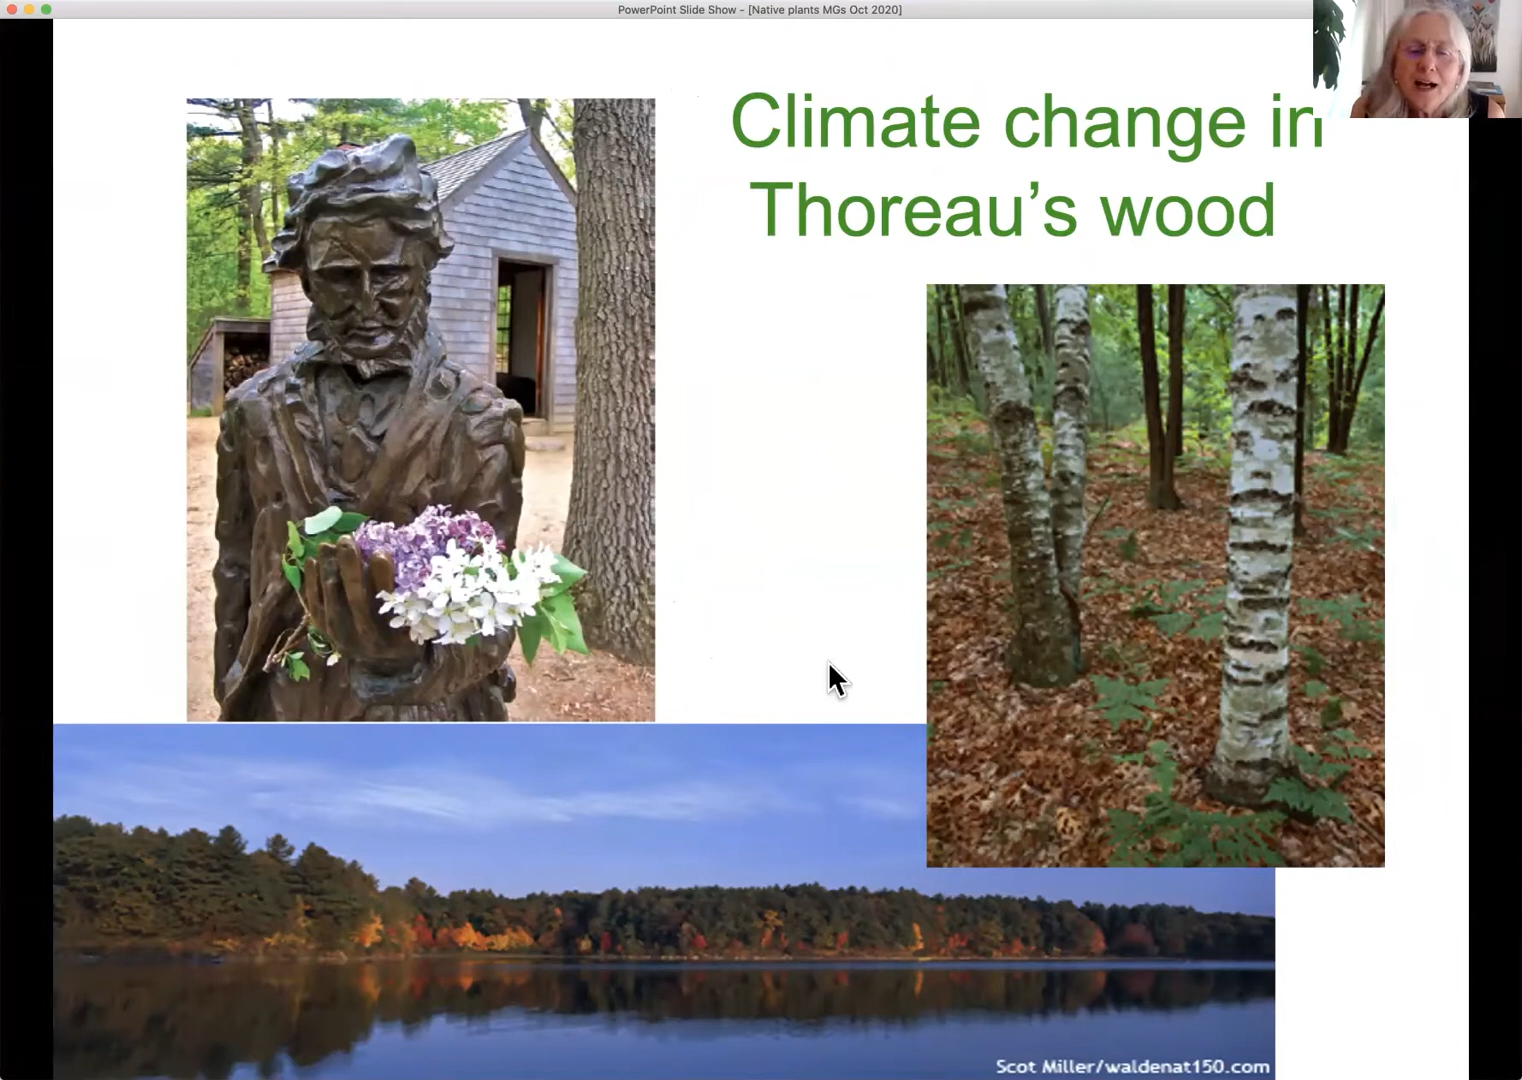 PowerPoint Slide Show - [Native plants MGs Oct 2020]
Climate change in
Thoreau’s wood
Scot Miller/waldenat150.com